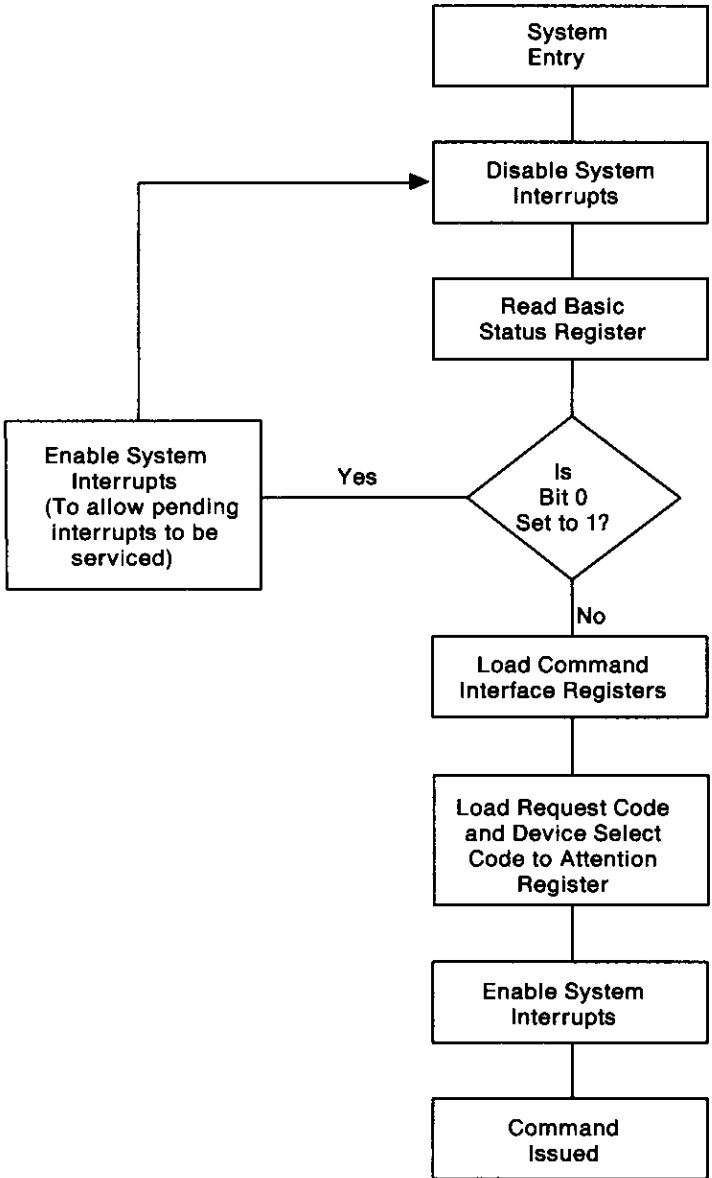 System
Entry
Disable System
Interrupts
Read Basic
Status Register
Enable System
Interrupts
(To allow pending
interrupts to be
serviced)
Yes
Is
Bit 0
Set to 1?
No
Load Command
Interface Registers
Load Request Code
and Device Select
Code to Attention
Register
Enable System
Interrupts
Command
Issued